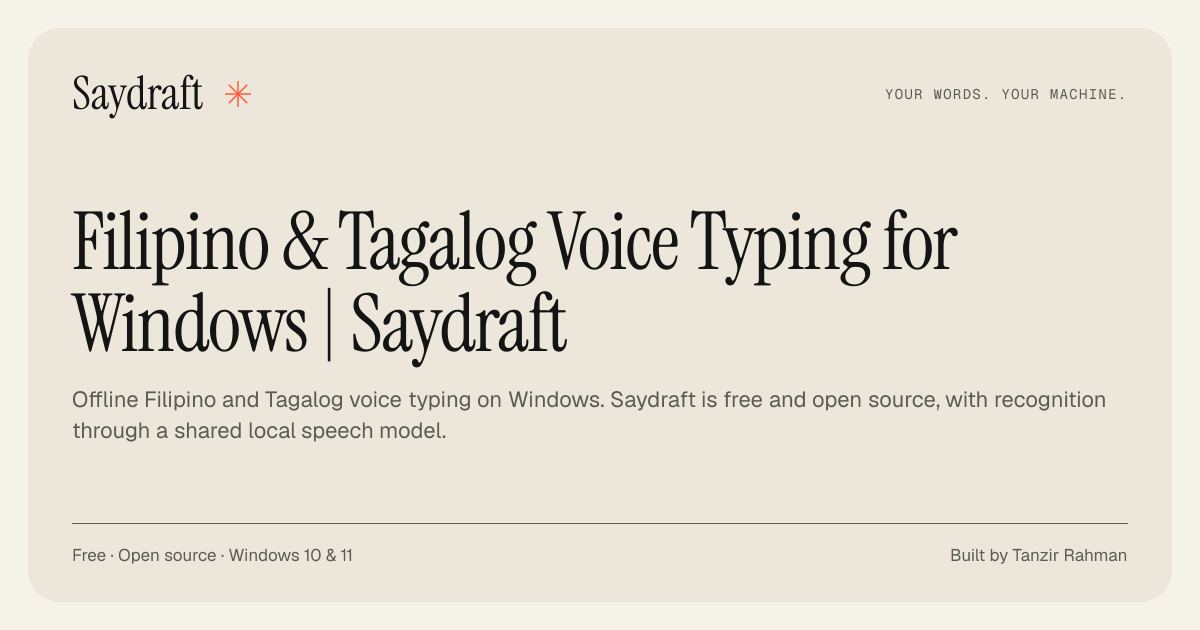 Saydraft
YOUR WORDS. YOUR MACHINE.
Filipino & Tagalog Voice Typing for
Windows | Saydraft
Offline Filipino and Tagalog voice typing on Windows. Saydraft is free and open source, with recognition
through a shared local speech model.
Free · Open source · Windows 10 & 11
Built by Tanzir Rahman